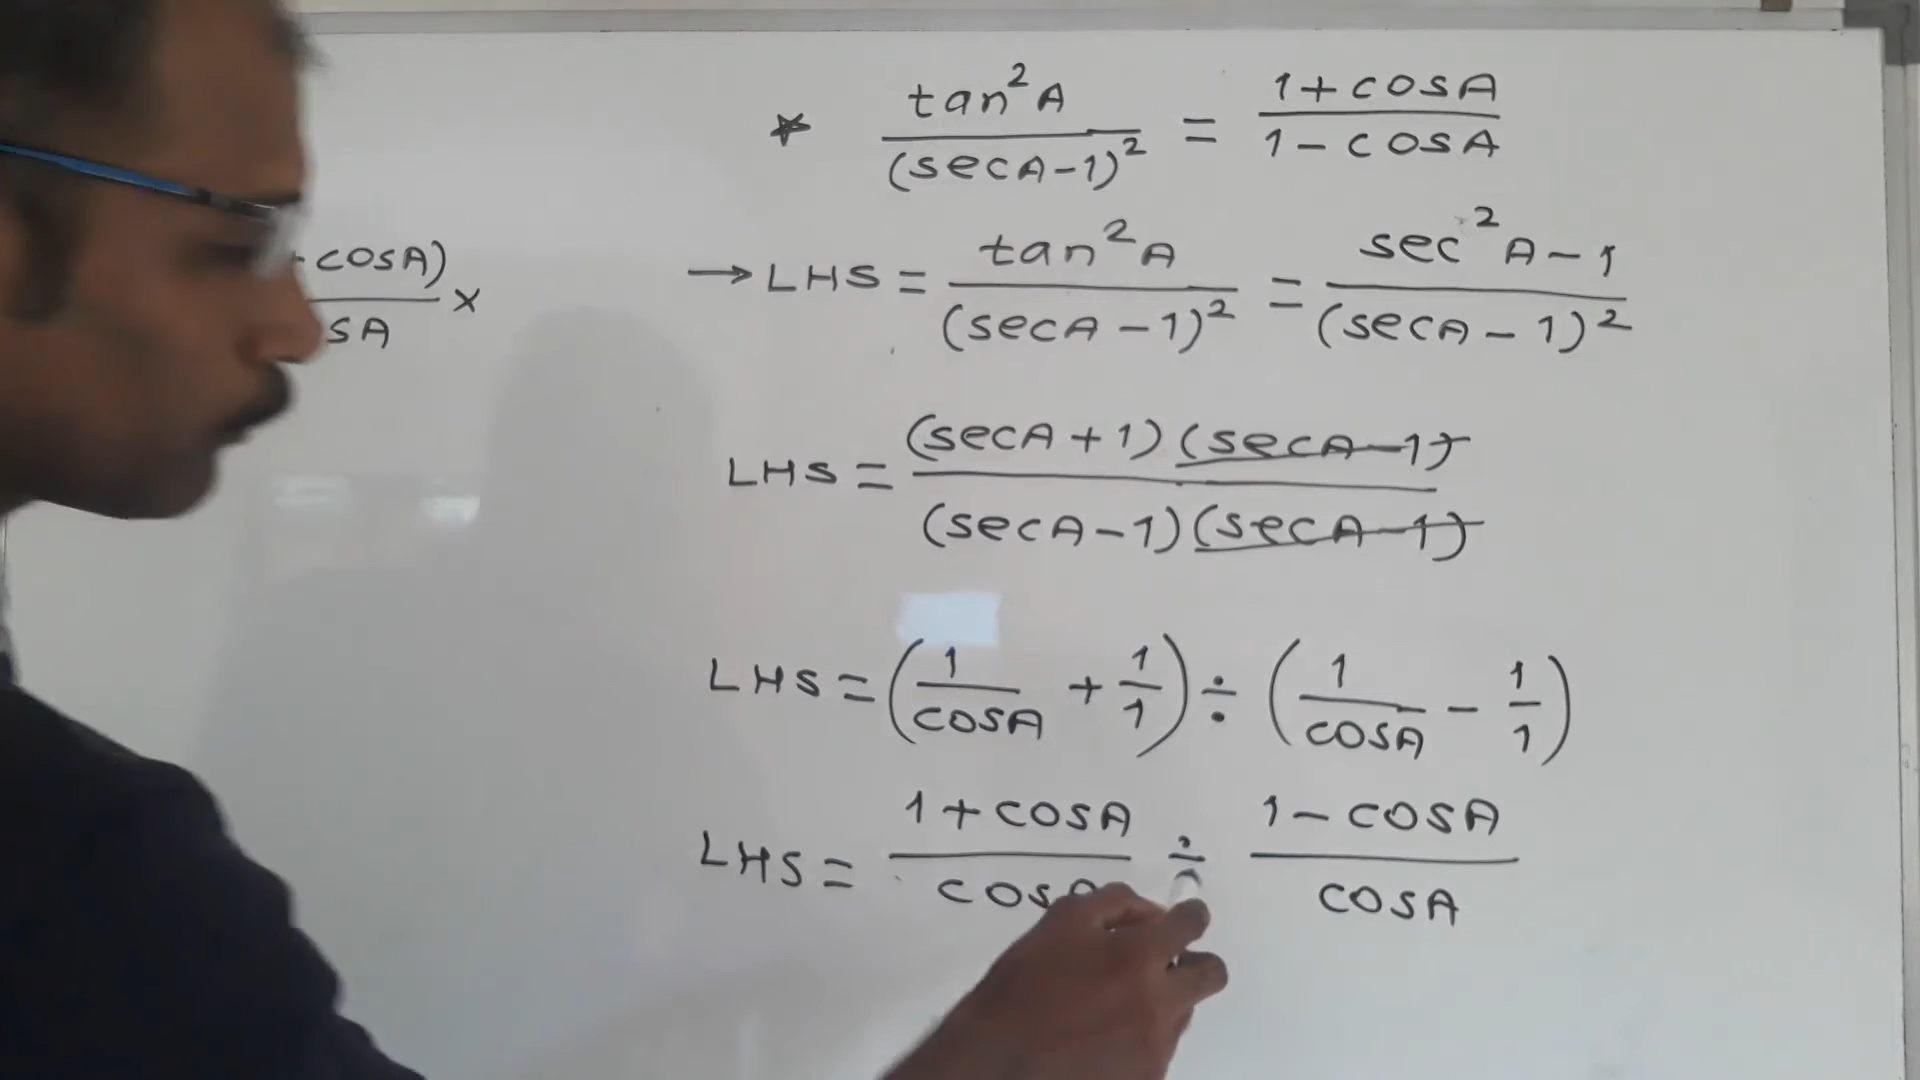 * tan²A / (secA-1)² = 1+cosA / 1-cosA
cosA) / sA ×
→ LHS = tan²A / (secA-1)² = sec²A-1 / (secA-1)²
LHS = (secA+1)(secA-1) / (secA-1)(secA-1)
LHS = (1/cosA + 1/1) ÷ (1/cosA - 1/1)
LHS = 1+cosA / cosA ÷ 1-cosA / cosA